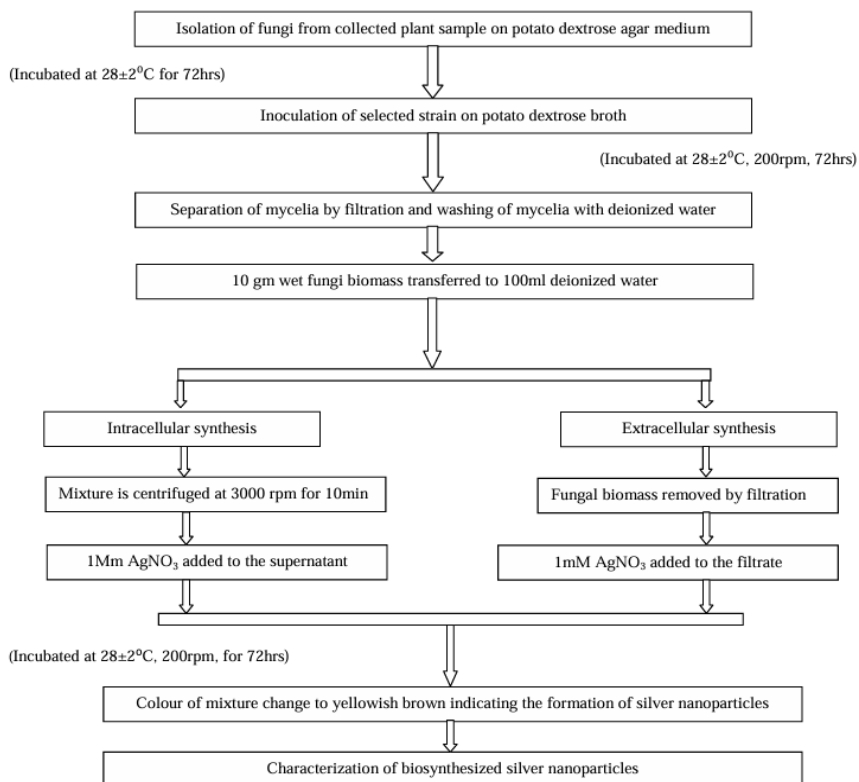 Isolation of fungi from collected plant sample on potato dextrose agar medium
(Incubated at 28±2⁰C for 72hrs)
Inoculation of selected strain on potato dextrose broth
(Incubated at 28±2⁰C, 200rpm, 72hrs)
Separation of mycelia by filtration and washing of mycelia with deionized water
10 gm wet fungi biomass transferred to 100ml deionized water
Intracellular synthesis
Extracellular synthesis
Mixture is centrifuged at 3000 rpm for 10min
Fungal biomass removed by filtration
1Mm AgNO₃ added to the supernatant
1mM AgNO₃ added to the filtrate
(Incubated at 28±2⁰C, 200rpm, for 72hrs)
Colour of mixture change to yellowish brown indicating the formation of silver nanoparticles
Characterization of biosynthesized silver nanoparticles